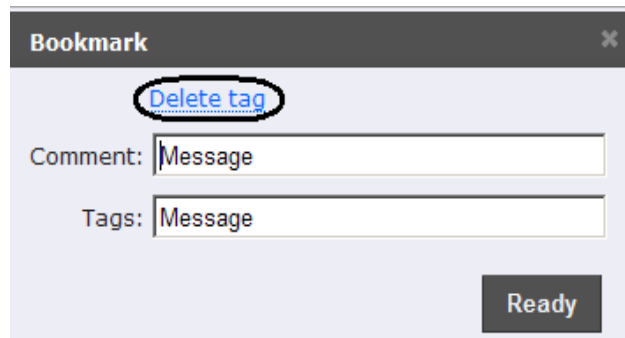 Bookmark
Delete tag
Comment: Message
Tags: Message
Ready